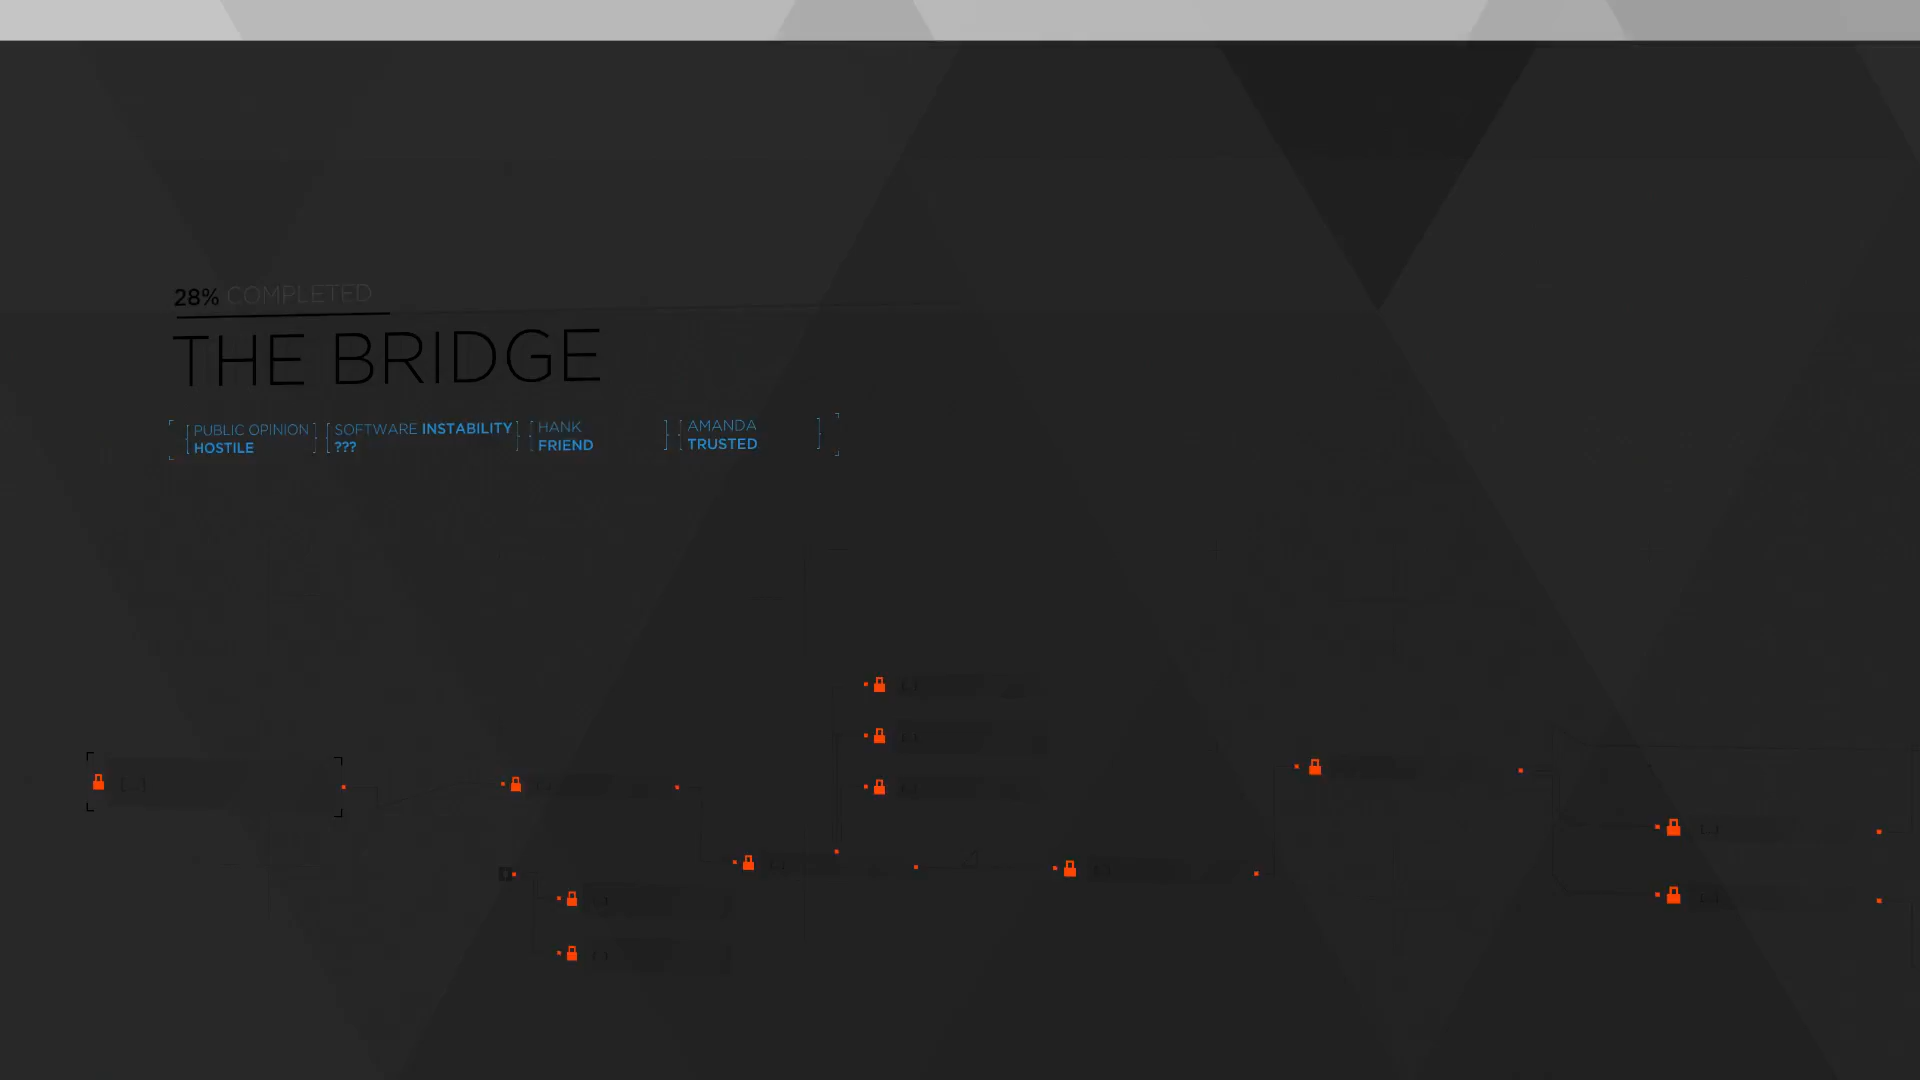 28% COMPLETED
THE BRIDGE
PUBLIC OPINION
HOSTILE
SOFTWARE INSTABILITY
???
HANK
FRIEND
AMANDA
TRUSTED